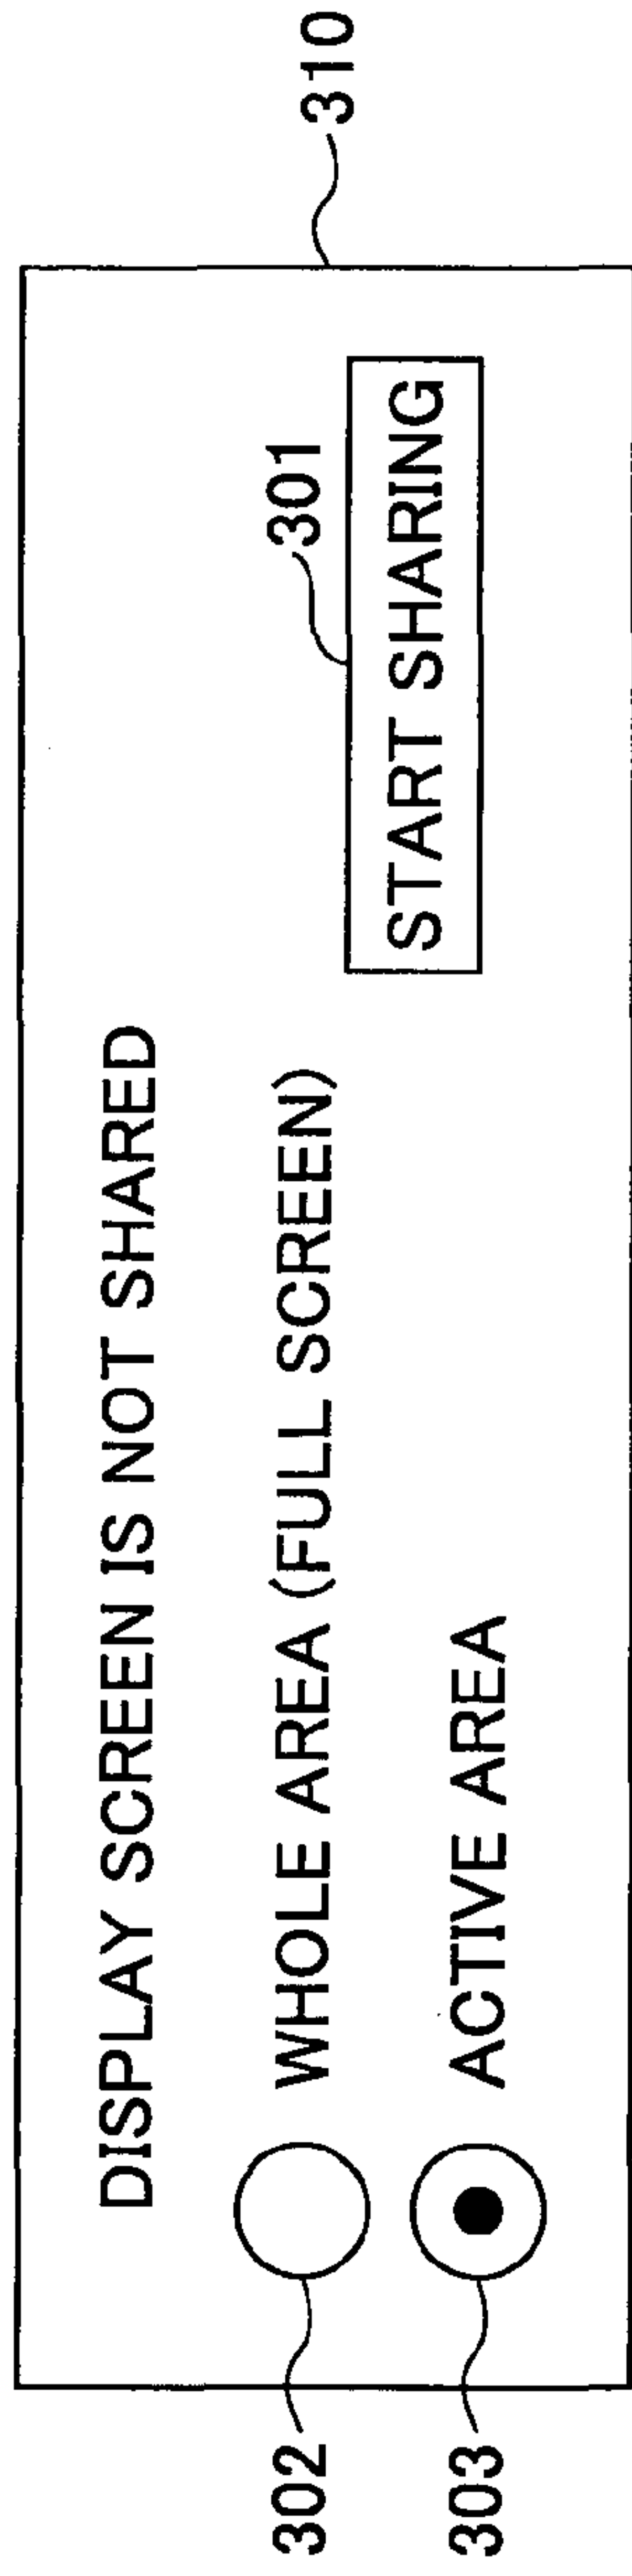 DISPLAY SCREEN IS NOT SHARED
302
WHOLE AREA (FULL SCREEN)
301
START SHARING
303
ACTIVE AREA
310